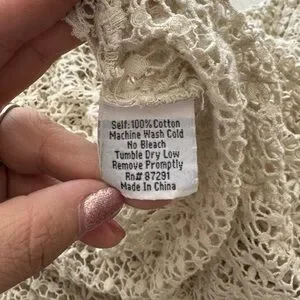 Self: 100% Cotton
Machine Wash Cold
No Bleach
Tumble Dry Low
Remove Promptly
Rn# 87291
Made In China